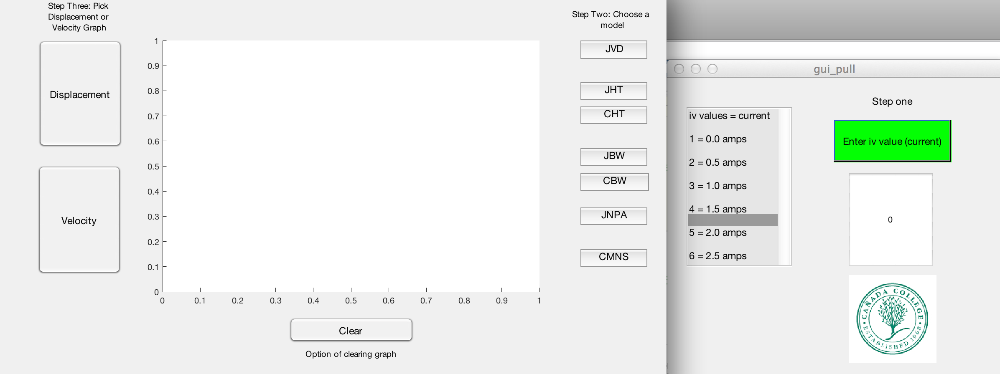 Step Three: Pick
Displacement or
Velocity Graph
Displacement
Velocity
1
0.9
0.8
0.7
0.6
0.5
0.4
0.3
0.2
0.1
0
0 0.1 0.2 0.3 0.4 0.5 0.6 0.7 0.8 0.9 1
Clear
Option of clearing graph
Step Two: Choose a
model
JVD
JHT
CHT
JBW
CBW
JNPA
CMNS
gui_pull
iv values = current
1 = 0.0 amps
2 = 0.5 amps
3 = 1.0 amps
4 = 1.5 amps
5 = 2.0 amps
6 = 2.5 amps
Step one
Enter iv value (current)
0
CAÑADA COLLEGE
ESTABLISHED 1968